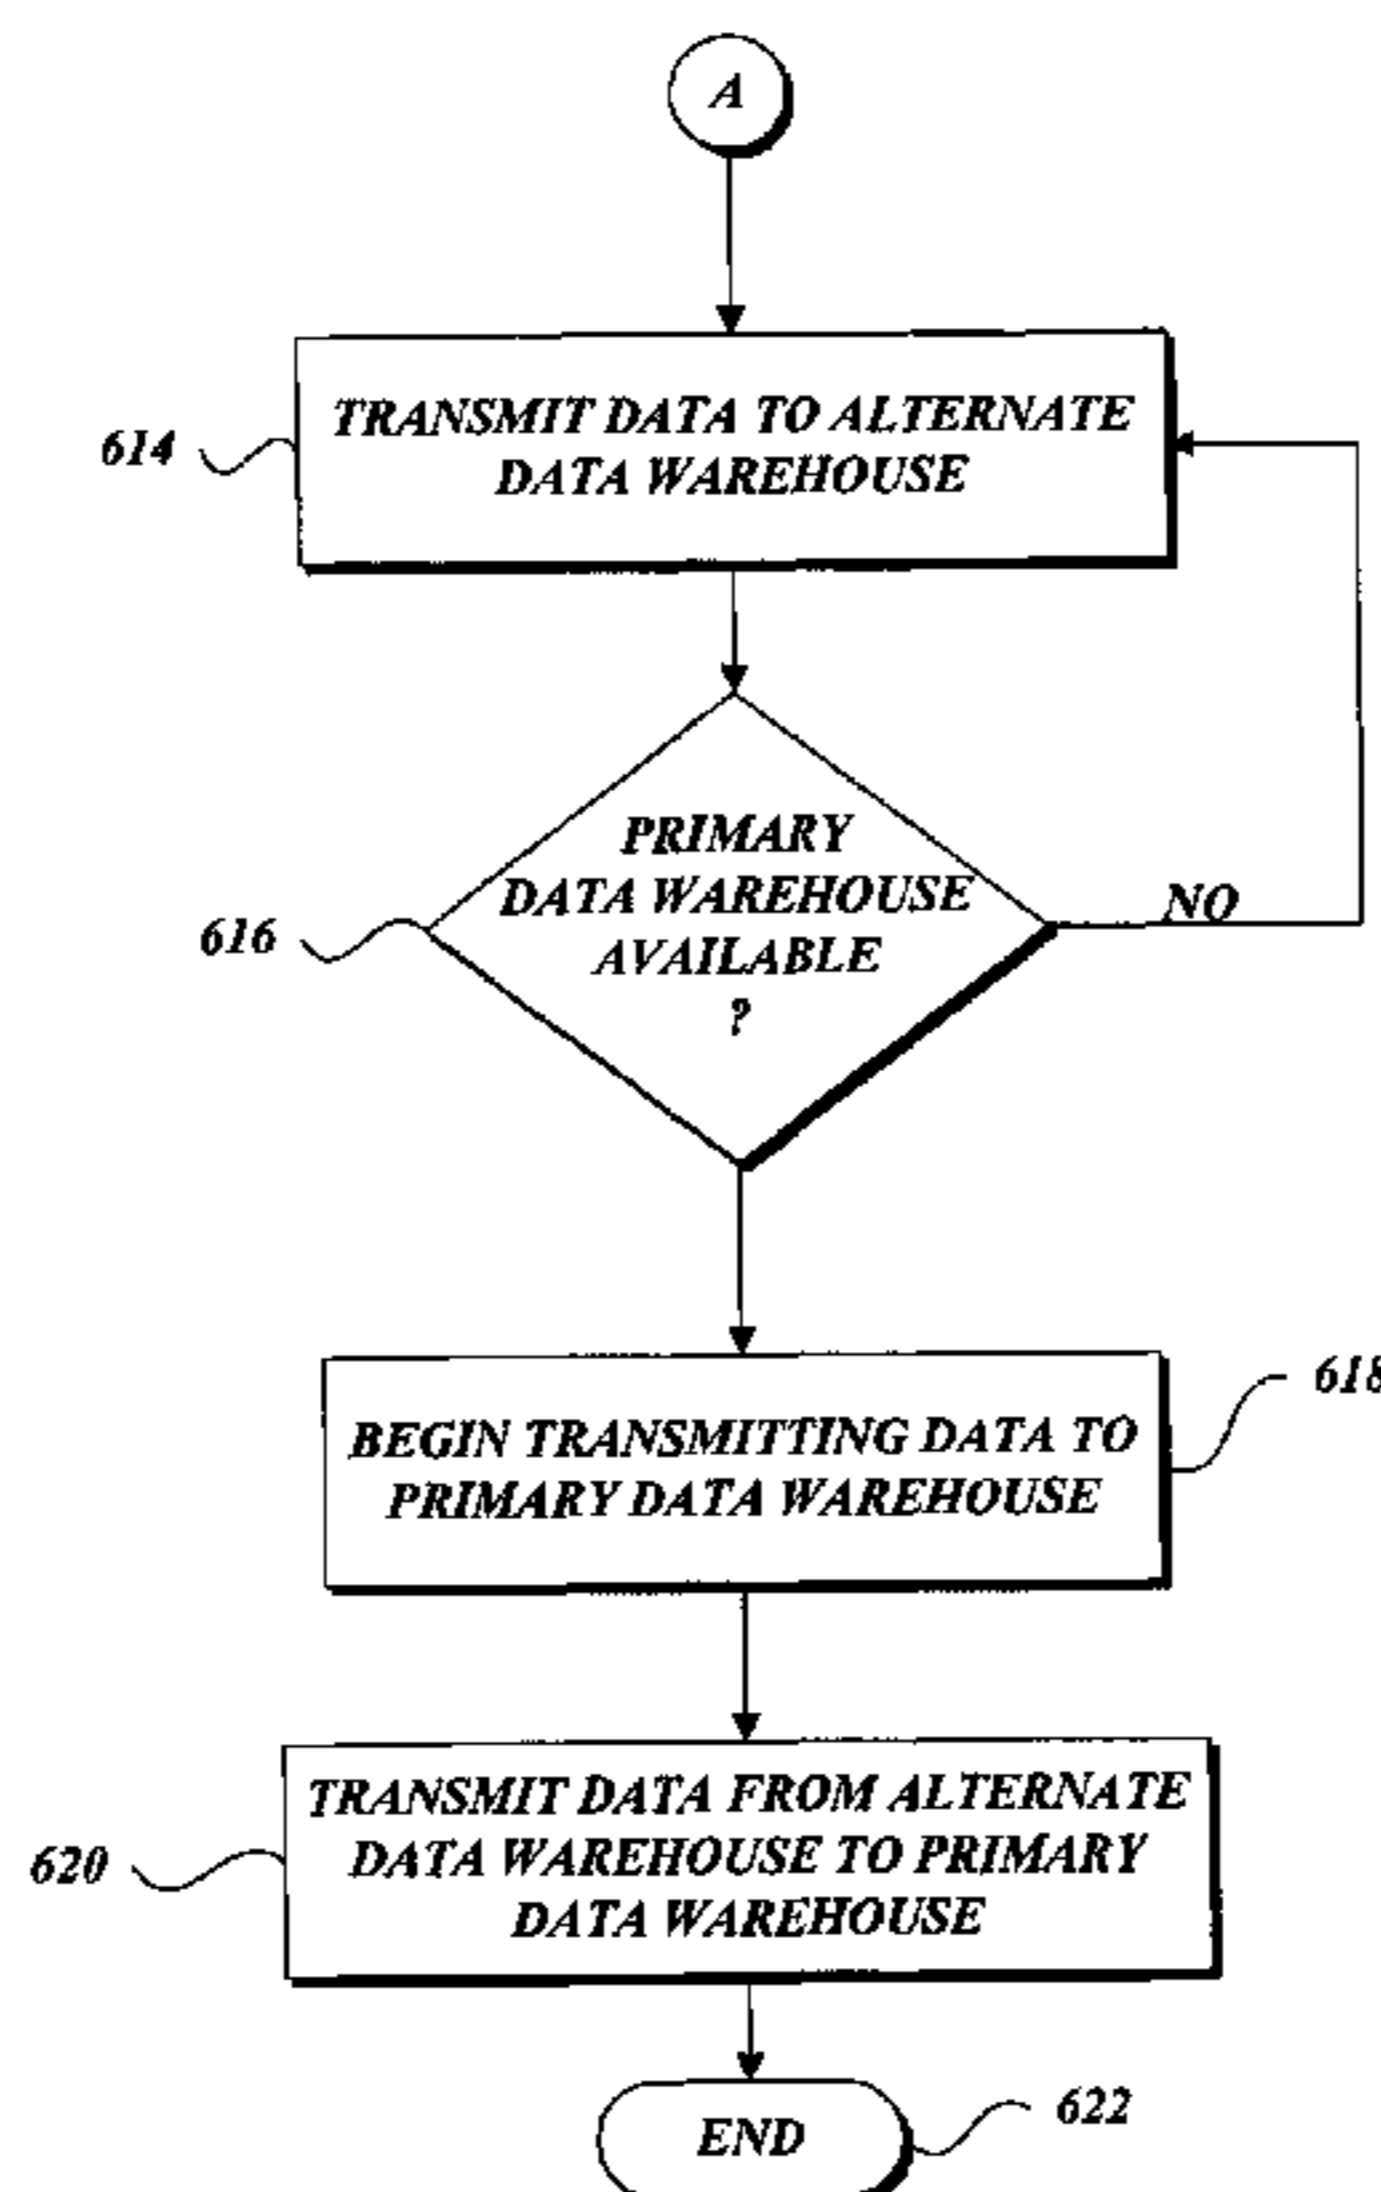 A
TRANSMIT DATA TO ALTERNATE
DATA WAREHOUSE
614
PRIMARY
DATA WAREHOUSE
AVAILABLE
?
NO
616
618
BEGIN TRANSMITTING DATA TO
PRIMARY DATA WAREHOUSE
TRANSMIT DATA FROM ALTERNATE
DATA WAREHOUSE TO PRIMARY
DATA WAREHOUSE
620
END
622